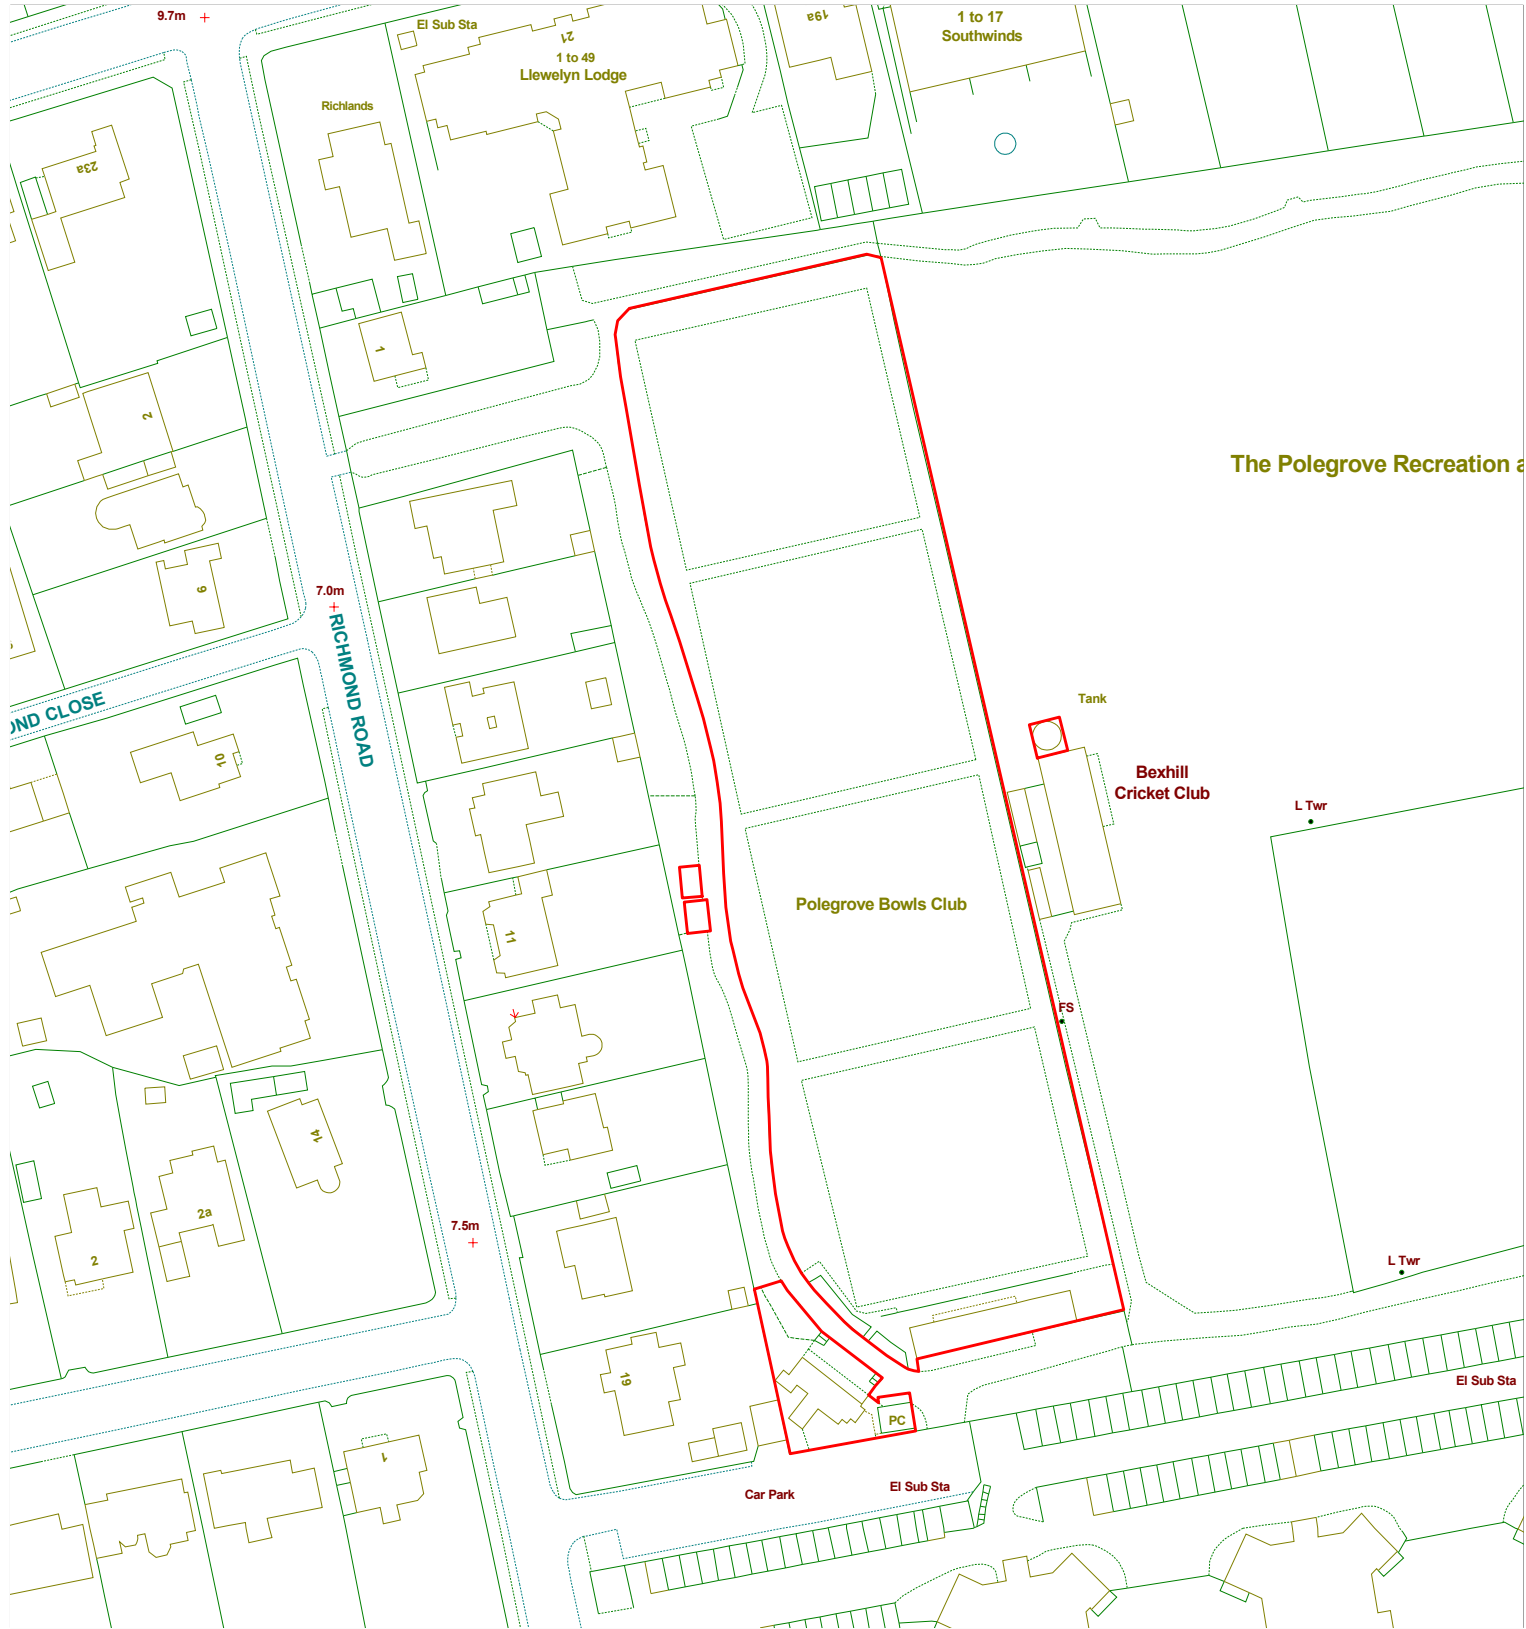 9.7m
El Sub Sta
21
19a
1 to 17
Southwinds
1 to 49
Llewelyn Lodge
Richlands
23a
1
2
The Polegrove Recreation a
6
7.0m
RICHMOND ROAD
OND CLOSE
Tank
10
Bexhill
Cricket Club
L Twr
Polegrove Bowls Club
11
FS
14
2a
7.5m
2
L Twr
19
El Sub Sta
PC
1
Car Park
El Sub Sta